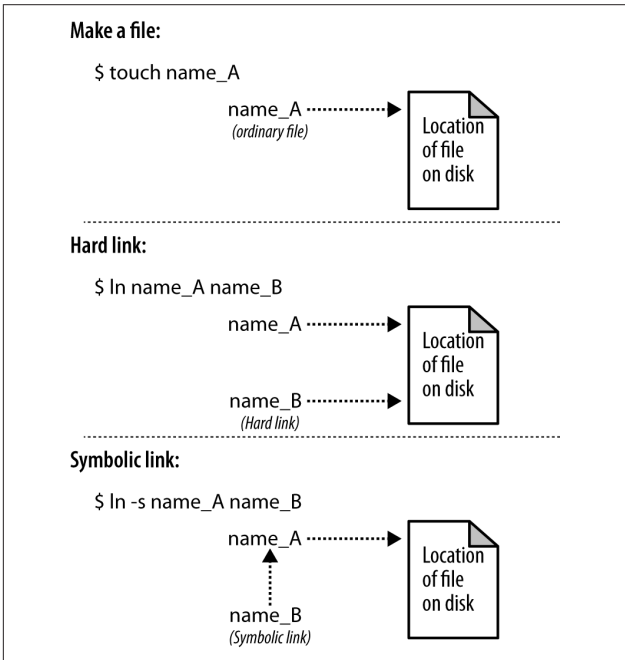 Make a file:
$ touch name_A
name_A
(ordinary file)
Location
of file
on disk
Hard link:
$ ln name_A name_B
name_A
name_B
(Hard link)
Location
of file
on disk
Symbolic link:
$ ln -s name_A name_B
name_A
name_B
(Symbolic link)
Location
of file
on disk